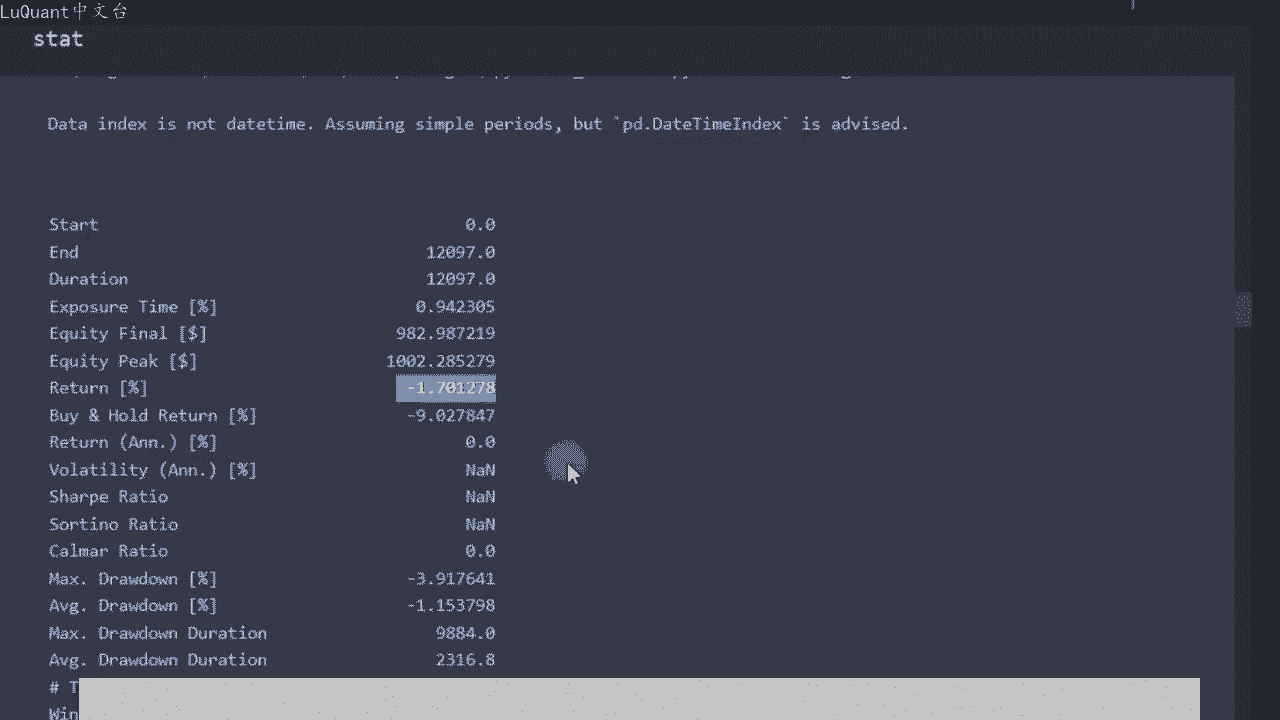 LuQuant中文台
stat
Data index is not datetime. Assuming simple periods, but `pd.DateTimeIndex` is advised.
Start 0.0
End 12097.0
Duration 12097.0
Exposure Time [%] 0.942305
Equity Final [$] 982.987219
Equity Peak [$] 1002.285279
Return [%] -1.701278
Buy & Hold Return [%] -9.027847
Return (Ann.) [%] 0.0
Volatility (Ann.) [%] NaN
Sharpe Ratio NaN
Sortino Ratio NaN
Calmar Ratio 0.0
Max. Drawdown [%] -3.917641
Avg. Drawdown [%] -1.153798
Max. Drawdown Duration 9884.0
Avg. Drawdown Duration 2316.8
# T
Win